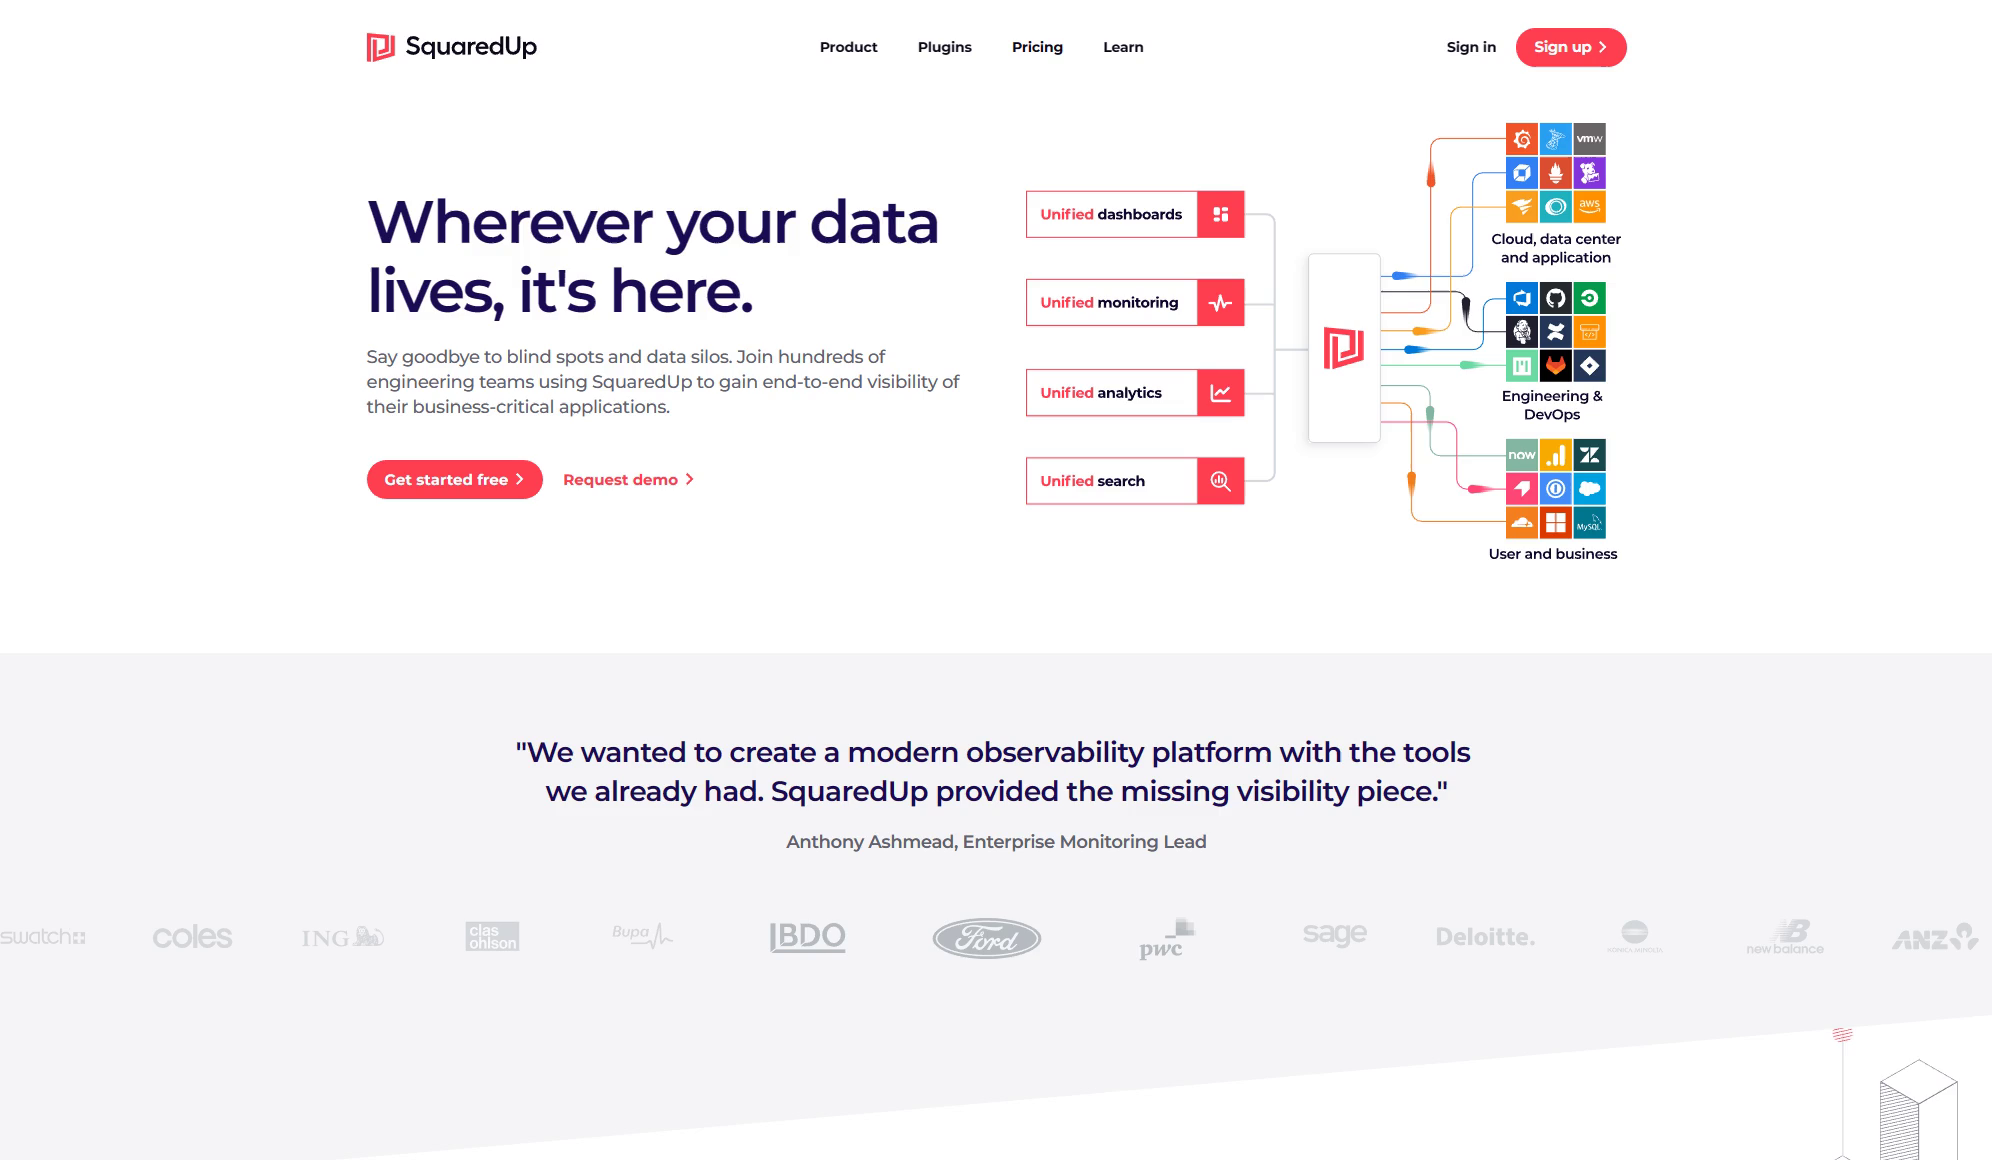 SquaredUp
Product
Plugins
Pricing
Learn
Sign in
Sign up
Wherever your data
lives, it's here.
Say goodbye to blind spots and data silos. Join hundreds of
engineering teams using SquaredUp to gain end-to-end visibility of
their business-critical applications.
Get started free
Request demo
Unified dashboards
Unified monitoring
Unified analytics
Unified search
vmw
aws
Cloud, data center
and application
Engineering &
DevOps
now
MySQL
User and business
"We wanted to create a modern observability platform with the tools
we already had. SquaredUp provided the missing visibility piece."
Anthony Ashmead, Enterprise Monitoring Lead
swatch
coles
ING
clas
ohlson
Bupa
BDO
Ford
pwc
sage
Deloitte.
KONICA MINOLTA
new balance
ANZ